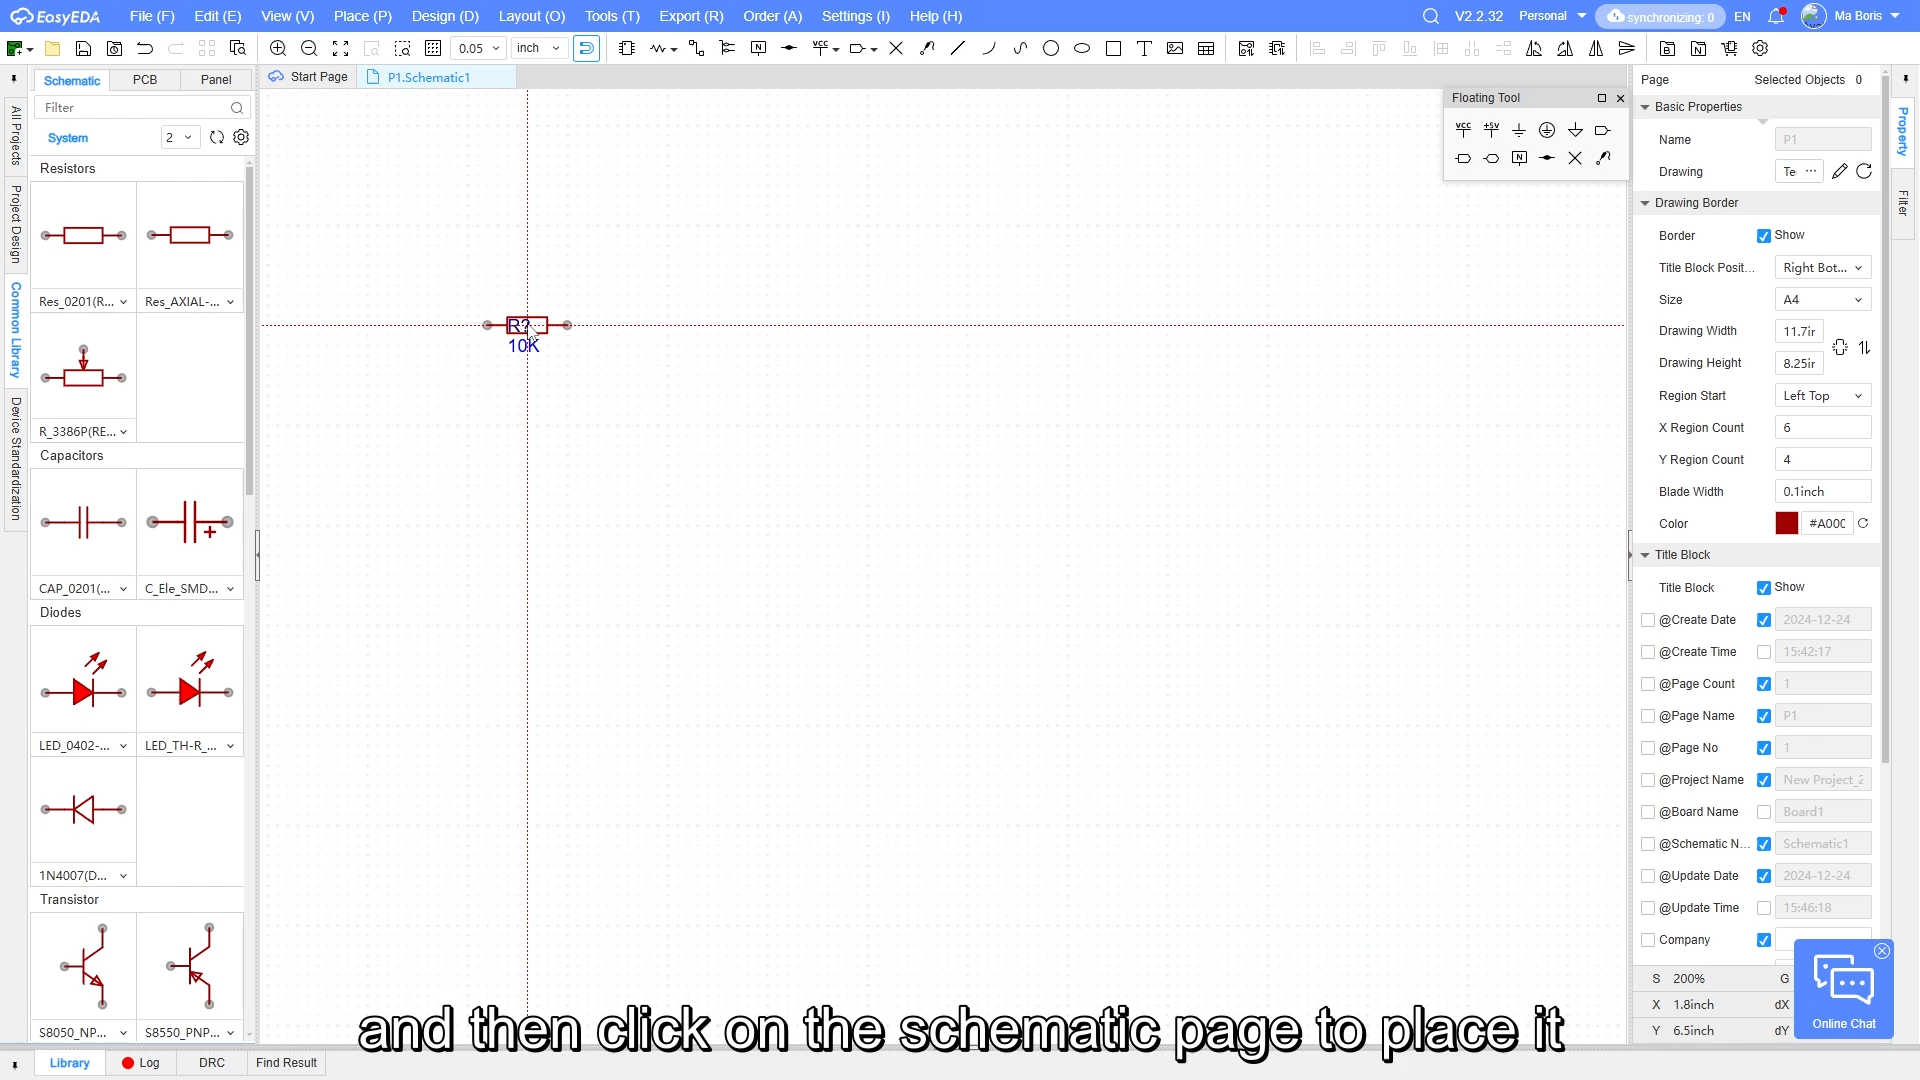 EasyEDA File (F) Edit (E) View (V) Place (P) Design (D) Layout (O) Tools (T) Export (R) Order (A) Settings (I) Help (H) V2.2.32 Personal synchronizing: 0 EN Ma Boris
0.05 inch VCC
Schematic PCB Panel Start Page P1.Schematic1
Filter
System 2
All Projects
Project Design
Common Library
Device Standardization
Resistors
Res_0201(R... Res_AXIAL-...
R_3386P(RE...
Capacitors
CAP_0201(... C_Ele_SMD...
Diodes
LED_0402-... LED_TH-R_...
1N4007(D...
Transistor
S8050_NP... S8550_PNP...
R?
10K
Floating Tool
VCC +5V
N
Page Selected Objects 0
Basic Properties
Name P1
Drawing Te ...
Drawing Border
Border Show
Title Block Posit... Right Bot...
Size A4
Drawing Width 11.7ir
Drawing Height 8.25ir
Region Start Left Top
X Region Count 6
Y Region Count 4
Blade Width 0.1inch
Color #A00C
Title Block
Title Block Show
@Create Date 2024-12-24
@Create Time 15:42:17
@Page Count 1
@Page Name P1
@Page No 1
@Project Name New Project_2
@Board Name Board1
@Schematic N... Schematic1
@Update Date 2024-12-24
@Update Time 15:46:18
Company
S 200% G
X 1.8inch dX
Y 6.5inch dY
Online Chat
Property
Filter
and then click on the schematic page to place it
Library Log DRC Find Result